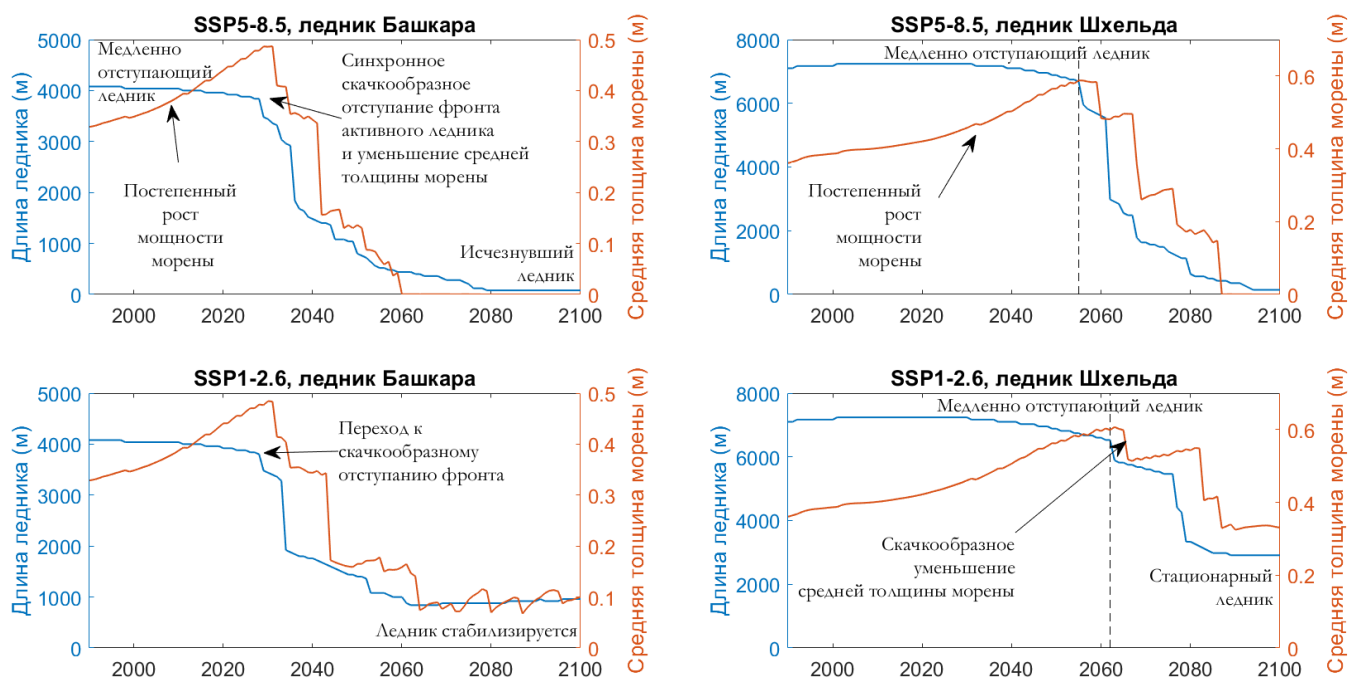 SSP5-8.5, ледник Башкара
Длина ледника (м)
5000
4000
3000
2000
1000
0
Медленно
отступающий
ледник
Постепенный
рост
мощности
морены
Синхронное
скачкообразное
отступание фронта
активного ледника
и уменьшение средней
толщины морены
Исчезнувший
ледник
0.5
0.4
0.3
0.2
0.1
0
Средняя толщина морены (м)
2000 2020 2040 2060 2080 2100
SSP5-8.5, ледник Шхельда
Длина ледника (м)
8000
6000
4000
2000
0
Медленно отступающий ледник
Постепенный
рост
мощности
морены
0.6
0.4
0.2
0
Средняя толщина морены (м)
2000 2020 2040 2060 2080 2100
SSP1-2.6, ледник Башкара
Длина ледника (м)
5000
4000
3000
2000
1000
0
Переход к
скачкообразному
отступанию фронта
Ледник стабилизируется
0.5
0.4
0.3
0.2
0.1
0
Средняя толщина морены (м)
2000 2020 2040 2060 2080 2100
SSP1-2.6, ледник Шхельда
Длина ледника (м)
8000
6000
4000
2000
0
Медленно отступающий ледник
Скачкообразное
уменьшение
средней толщины морены
Стационарный
ледник
0.6
0.4
0.2
0
Средняя толщина морены (м)
2000 2020 2040 2060 2080 2100